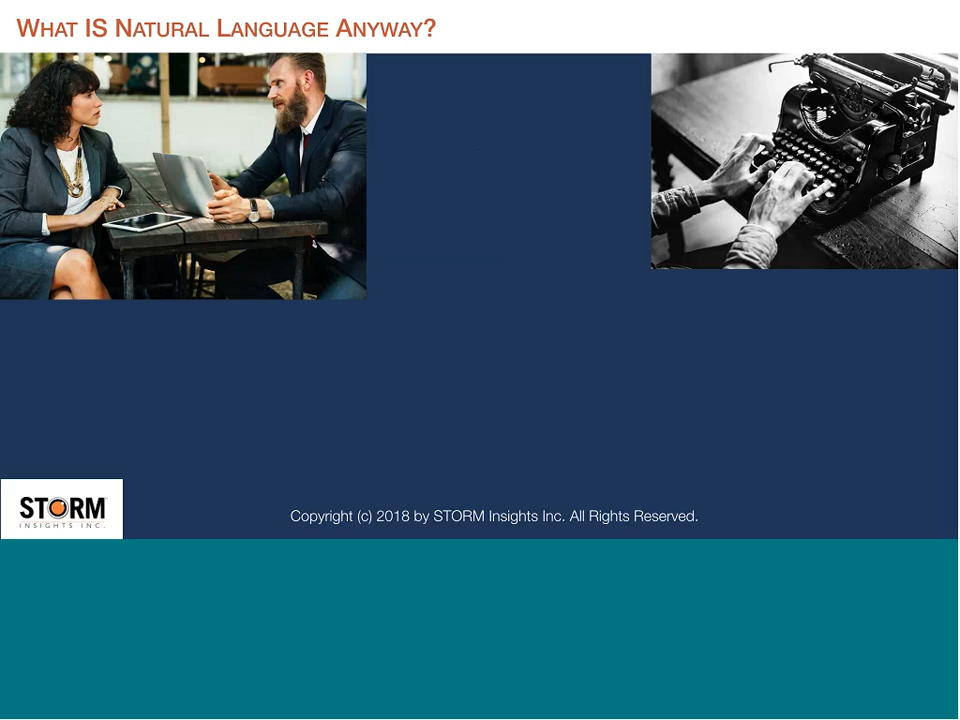 What IS Natural Language Anyway?
STORM
INSIGHTS INC.
Copyright (c) 2018 by STORM Insights Inc. All Rights Reserved.